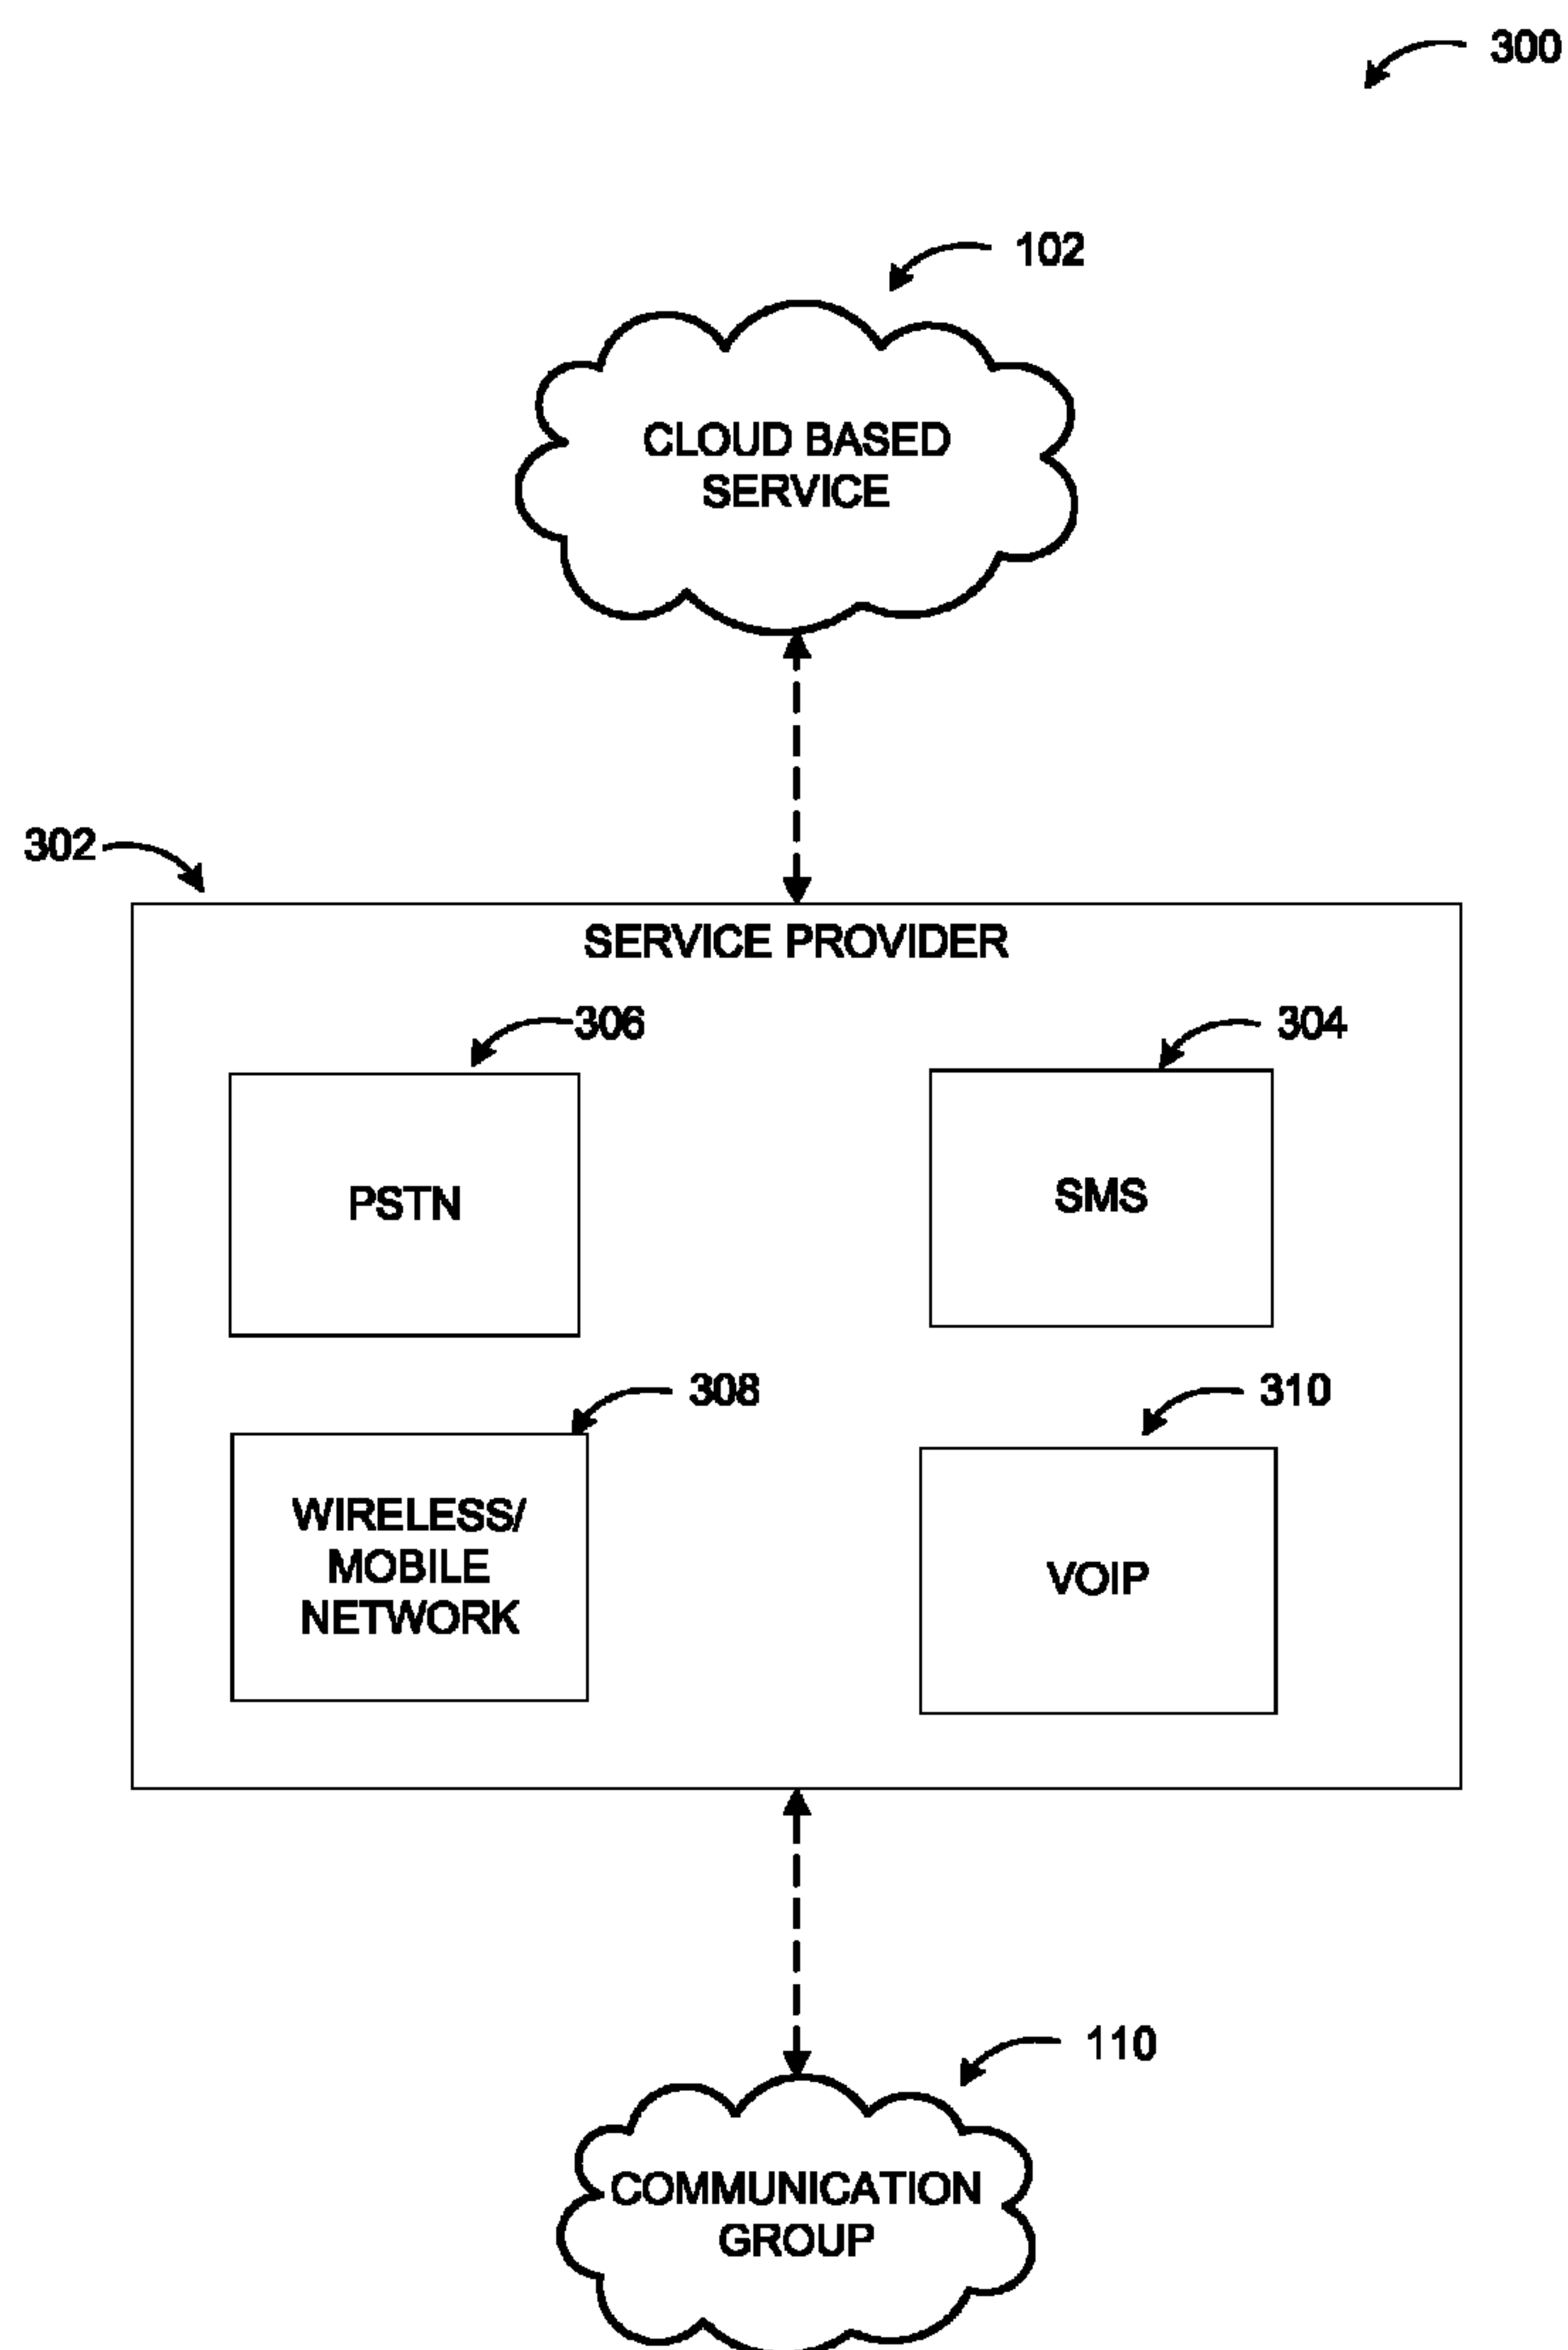 300
102
CLOUD BASED
SERVICE
302
SERVICE PROVIDER
306
304
PSTN
SMS
308
310
WIRELESS/
MOBILE
NETWORK
VOIP
110
COMMUNICATION
GROUP